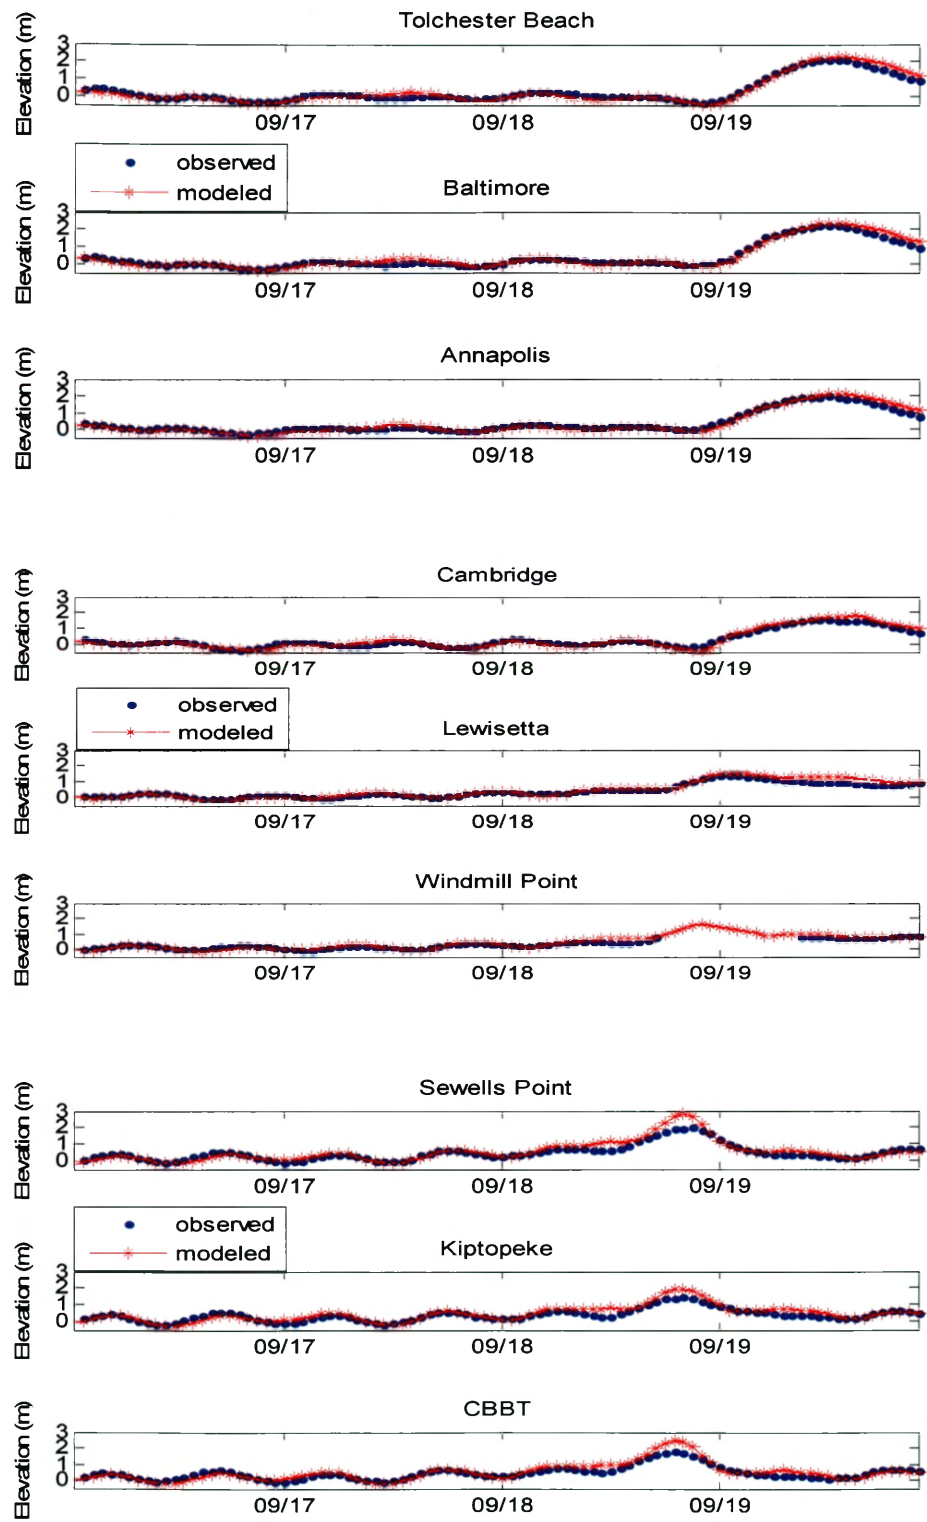 Tolchester Beach
Elevation (m)
3
2
1
0
09/17 09/18 09/19
observed
modeled
Baltimore
Elevation (m)
3
2
1
0
09/17 09/18 09/19
Annapolis
Elevation (m)
3
2
1
0
09/17 09/18 09/19
Cambridge
Elevation (m)
3
2
1
0
09/17 09/18 09/19
observed
modeled
Lewisetta
Elevation (m)
3
2
1
0
09/17 09/18 09/19
Windmill Point
Elevation (m)
3
2
1
0
09/17 09/18 09/19
Sewells Point
Elevation (m)
3
2
1
0
09/17 09/18 09/19
observed
modeled
Kiptopeke
Elevation (m)
3
2
1
0
09/17 09/18 09/19
CBBT
Elevation (m)
3
2
1
0
09/17 09/18 09/19